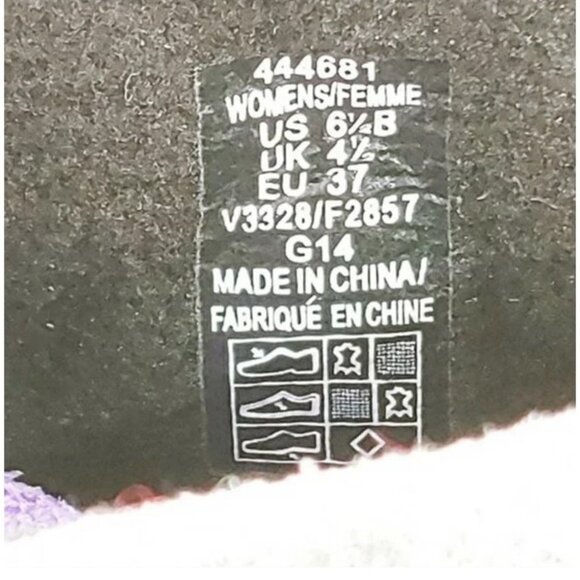 444681
WOMENS/FEMME
US 6½B
UK 4½
EU 37
V3328/F2857
G14
MADE IN CHINA/
FABRIQUÉ EN CHINE